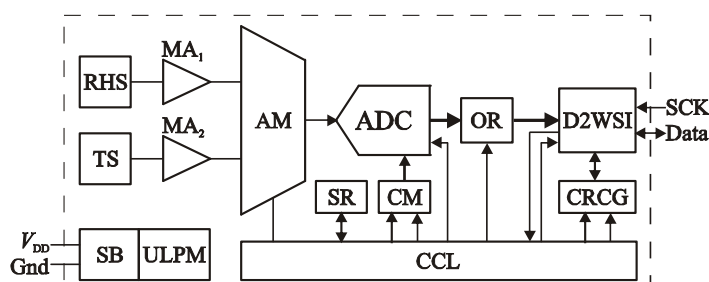 MA1
RHS
AM
ADC
OR
D2WSI
SCK
Data
MA2
TS
SR
CM
CRCG
VDD
Gnd
SB
ULPM
CCL